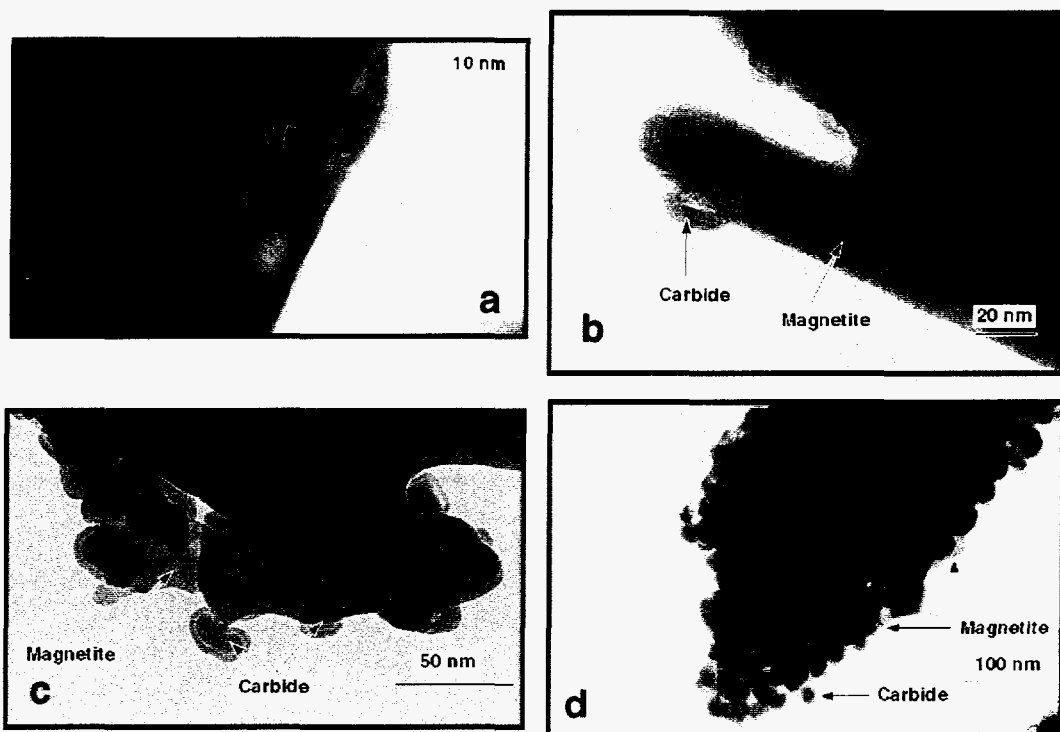 10 nm
a
Carbide
Magnetite
b
20 nm
Magnetite
Carbide
50 nm
c
Magnetite
100 nm
Carbide
d